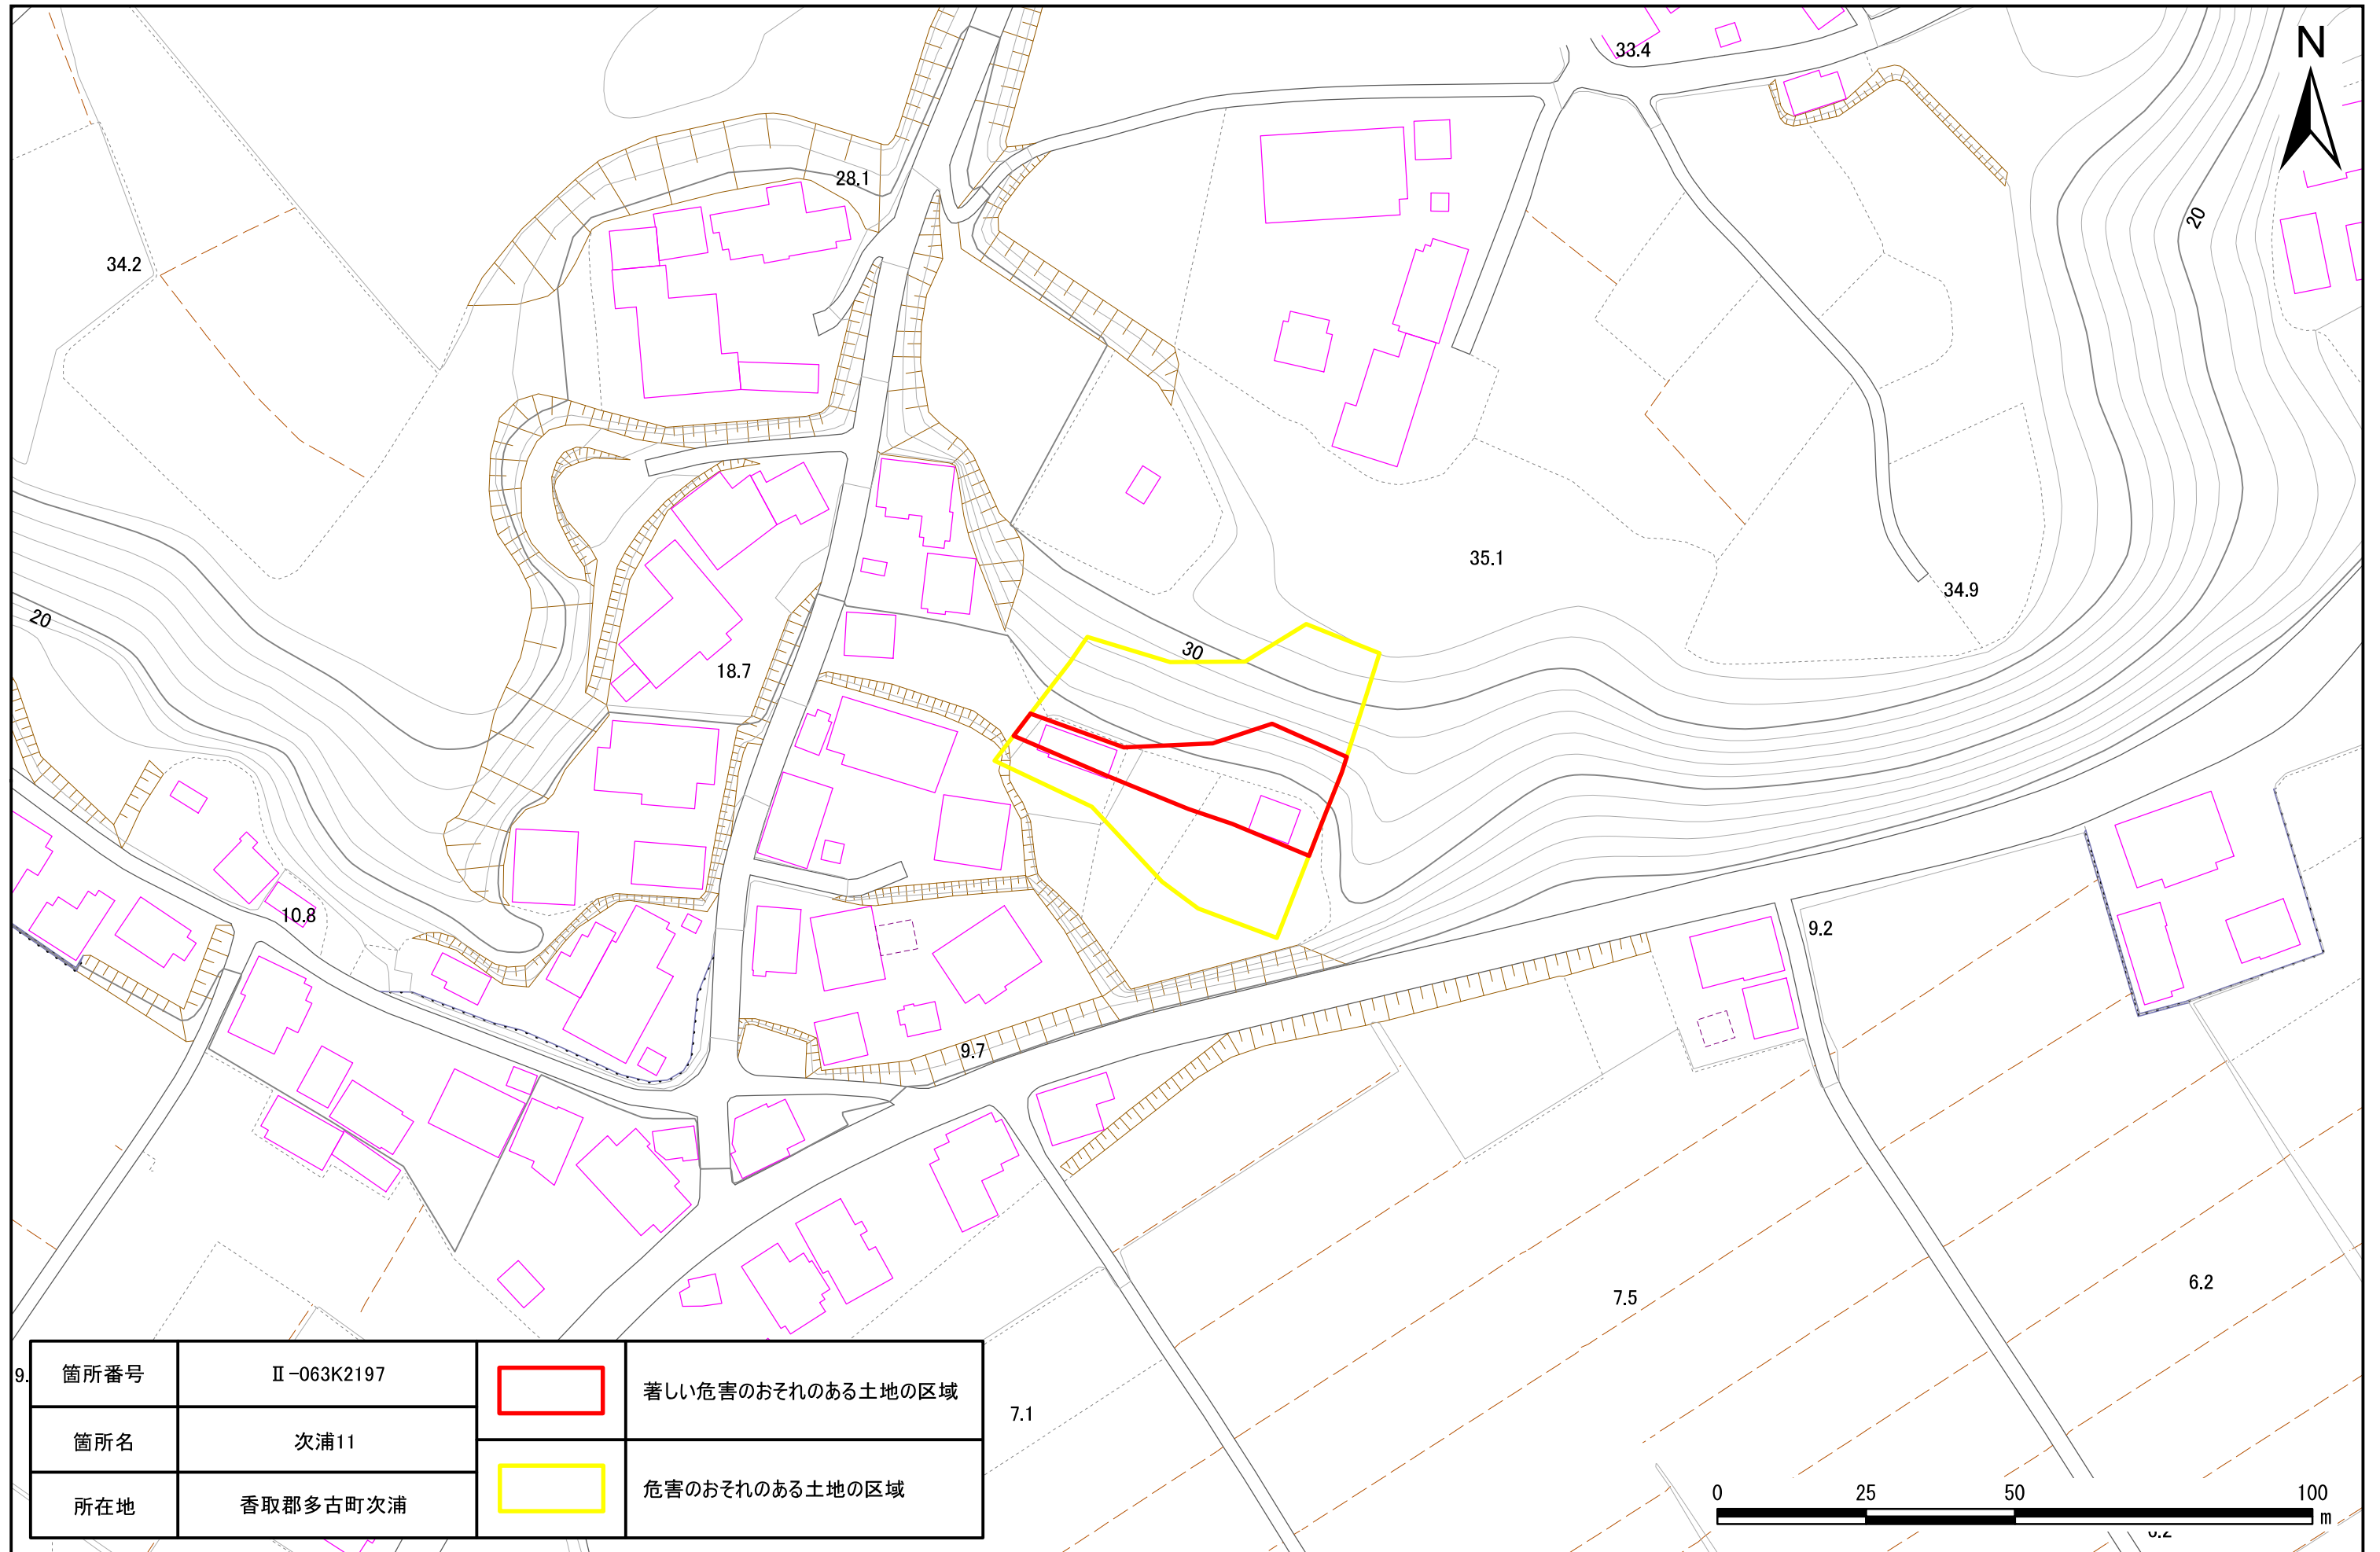 33.4
N
28.1
34.2
20
35.1
34.9
20
30
18.7
10.8
9.2
9.7
6.2
7.5
9.
7.1
箇所番号 Ⅱ-063K2197
著しい危害のおそれのある土地の区域
箇所名 次浦11
危害のおそれのある土地の区域
所在地 香取郡多古町次浦
0 25 50 100
m